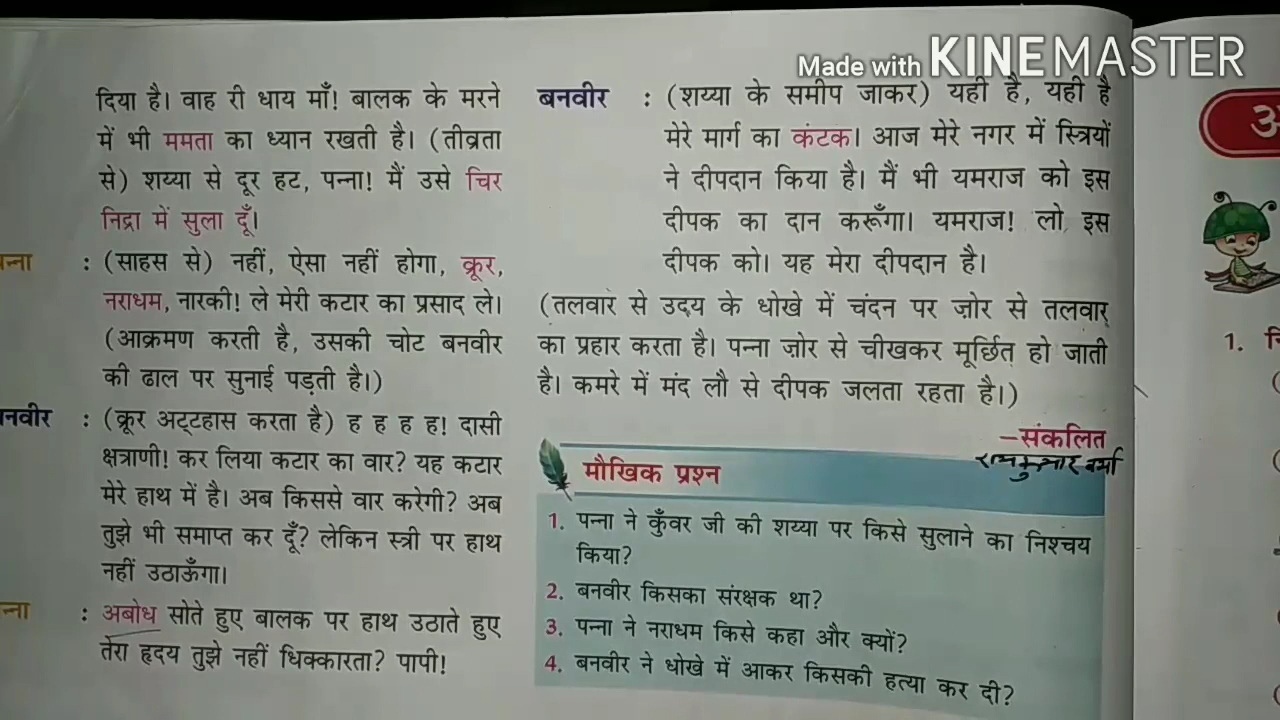 Made with KINEMASTER
दिया है। वाह री धाय माँ! बालक के मरने
में भी ममता का ध्यान रखती है। (तीव्रता
से) शय्या से दूर हट, पन्ना! मैं उसे चिर
निद्रा में सुला दूँ।
न्ना : (साहस से) नहीं, ऐसा नहीं होगा, क्रूर,
नराधम, नारकी! ले मेरी कटार का प्रसाद ले।
(आक्रमण करती है, उसकी चोट बनवीर
की ढाल पर सुनाई पड़ती है।)
नवीर : (क्रूर अट्टहास करता है) ह ह ह ह! दासी
क्षत्राणी! कर लिया कटार का वार? यह कटार
मेरे हाथ में है। अब किससे वार करेगी? अब
तुझे भी समाप्त कर दूँ? लेकिन स्त्री पर हाथ
नहीं उठाऊँगा।
न्ना : अबोध सोते हुए बालक पर हाथ उठाते हुए
तेरा हृदय तुझे नहीं धिक्कारता? पापी!
बनवीर : (शय्या के समीप जाकर) यही है, यही है
मेरे मार्ग का कंटक। आज मेरे नगर में स्त्रियों
ने दीपदान किया है। मैं भी यमराज को इस
दीपक का दान करूँगा। यमराज! लो इस
दीपक को। यह मेरा दीपदान है।
(तलवार से उदय के धोखे में चंदन पर ज़ोर से तलवार
का प्रहार करता है। पन्ना ज़ोर से चीखकर मूर्छित हो जाती
है। कमरे में मंद लौ से दीपक जलता रहता है।)
—संकलित
रामकुमार वर्मा
मौखिक प्रश्न
1. पन्ना ने कुँवर जी की शय्या पर किसे सुलाने का निश्चय
किया?
2. बनवीर किसका संरक्षक था?
3. पन्ना ने नराधम किसे कहा और क्यों?
4. बनवीर ने धोखे में आकर किसकी हत्या कर दी?
1.